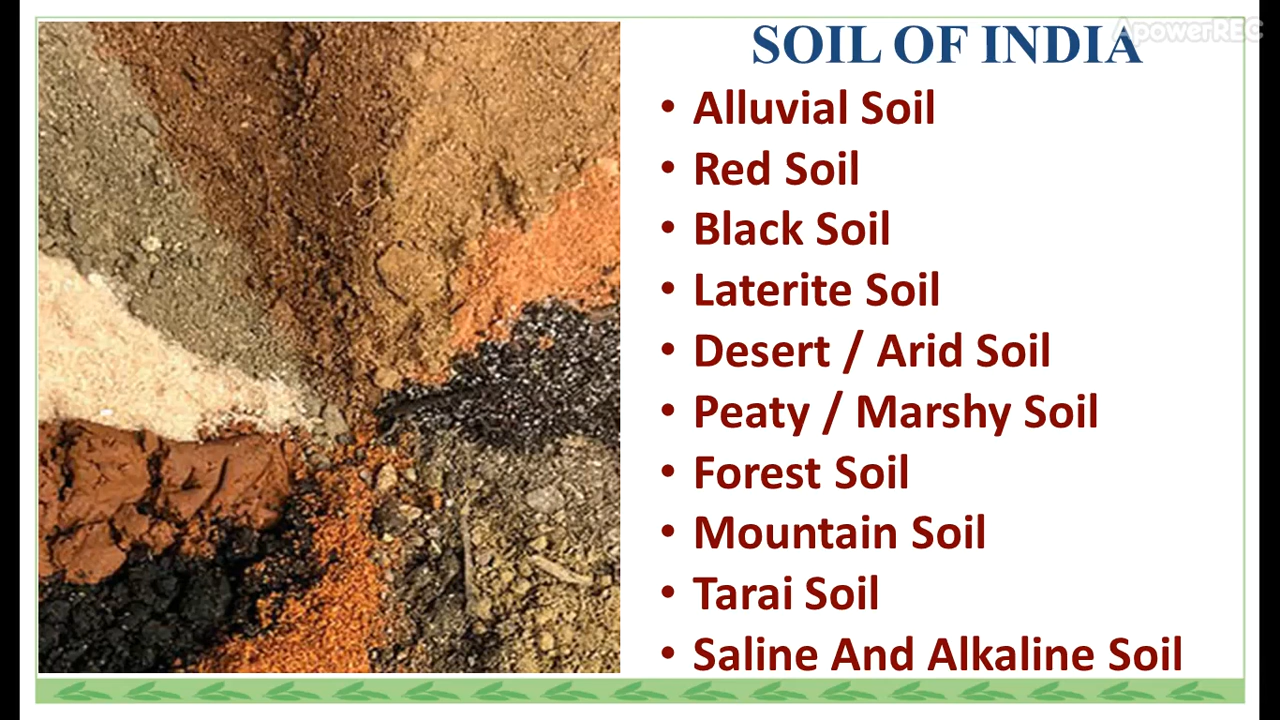 SOIL OF INDIA
ApowerREC
• Alluvial Soil
• Red Soil
• Black Soil
• Laterite Soil
• Desert / Arid Soil
• Peaty / Marshy Soil
• Forest Soil
• Mountain Soil
• Tarai Soil
• Saline And Alkaline Soil